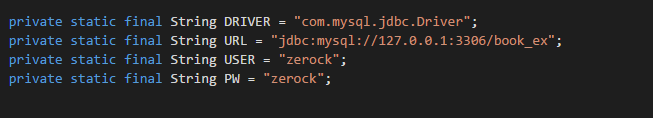 private static final String DRIVER = "com.mysql.jdbc.Driver";
private static final String URL = "jdbc:mysql://127.0.0.1:3306/book_ex";
private static final String USER = "zerock";
private static final String PW = "zerock";